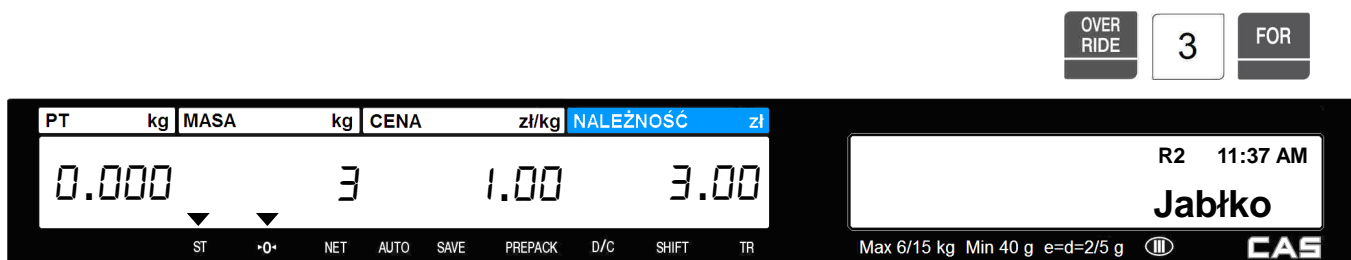 OVER RIDE 3 FOR
PT kg MASA kg CENA zł/kg NALEŻNOŚĆ zł
0.000 3 1.00 3.00
R2 11:37 AM
Jabłko
ST ▸0◂ NET AUTO SAVE PREPACK D/C SHIFT TR
Max 6/15 kg Min 40 g e=d=2/5 g III CAS